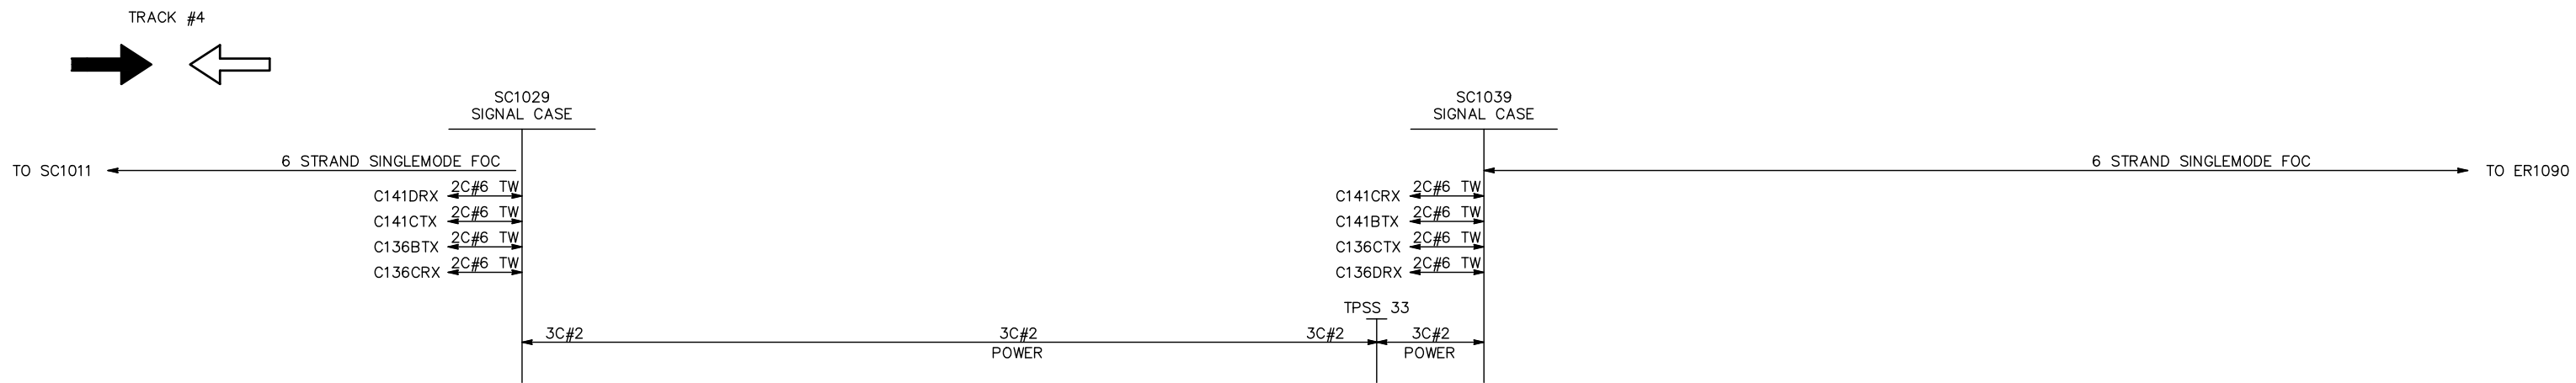 TRACK #4
SC1029
SIGNAL CASE
SC1039
SIGNAL CASE
TO SC1011
6 STRAND SINGLEMODE FOC
6 STRAND SINGLEMODE FOC
TO ER1090
C141DRX 2C#6 TW
C141CTX 2C#6 TW
C136BTX 2C#6 TW
C136CRX 2C#6 TW
C141CRX 2C#6 TW
C141BTX 2C#6 TW
C136CTX 2C#6 TW
C136DRX 2C#6 TW
TPSS 33
3C#2
3C#2
3C#2
3C#2
POWER
POWER